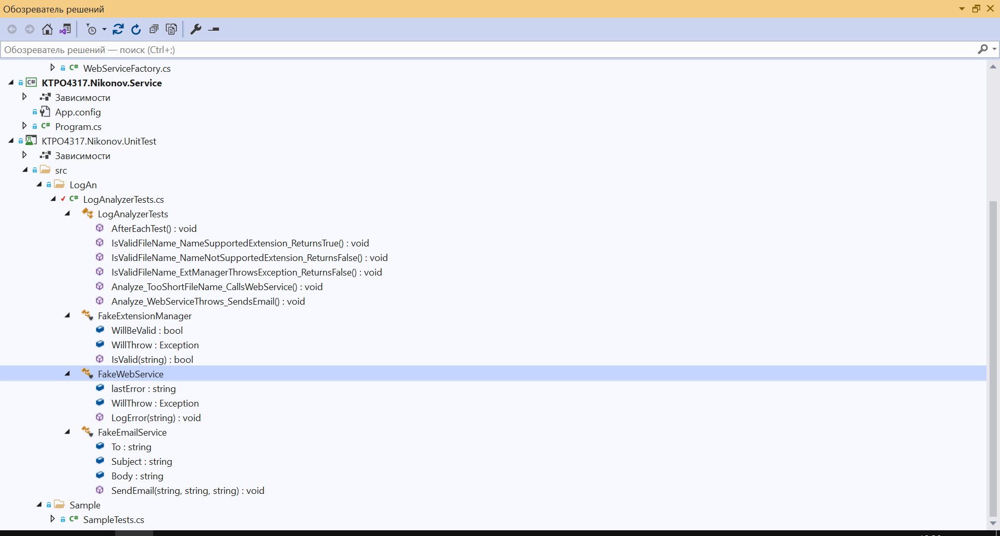 Обозреватель решений
Обозреватель решений — поиск (Ctrl+;)
C# WebServiceFactory.cs
C# KTPO4317.Nikonov.Service
Зависимости
App.config
C# Program.cs
KTPO4317.Nikonov.UnitTest
Зависимости
src
LogAn
C# LogAnalyzerTests.cs
LogAnalyzerTests
AfterEachTest() : void
IsValidFileName_NameSupportedExtension_ReturnsTrue() : void
IsValidFileName_NameNotSupportedExtension_ReturnsFalse() : void
IsValidFileName_ExtManagerThrowsException_ReturnsFalse() : void
Analyze_TooShortFileName_CallsWebService() : void
Analyze_WebServiceThrows_SendsEmail() : void
FakeExtensionManager
WillBeValid : bool
WillThrow : Exception
IsValid(string) : bool
FakeWebService
lastError : string
WillThrow : Exception
LogError(string) : void
FakeEmailService
To : string
Subject : string
Body : string
SendEmail(string, string, string) : void
Sample
C# SampleTests.cs